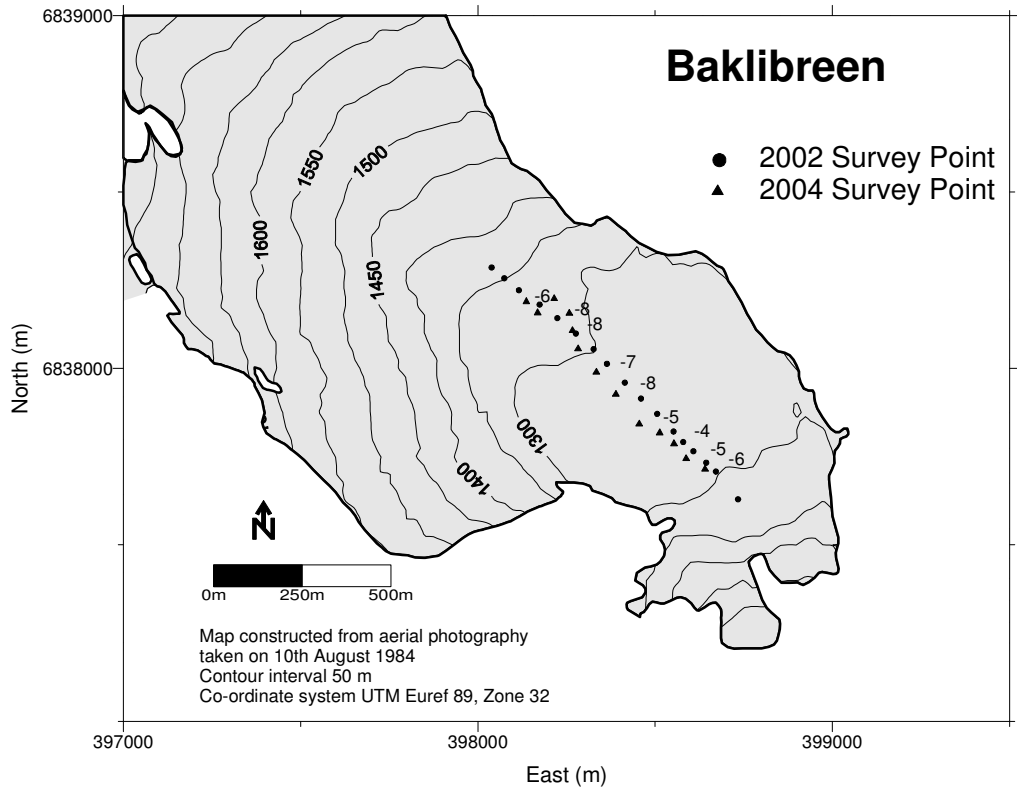 6839000
Baklibreen
2002 Survey Point
2004 Survey Point
1550
1500
1600
1450
-6
-8
-8
6838000
-7
-8
-5
-4
-5
-6
1300
1400
North (m)
N
0m 250m 500m
Map constructed from aerial photography
taken on 10th August 1984
Contour interval 50 m
Co-ordinate system UTM Euref 89, Zone 32
397000 398000 399000
East (m)